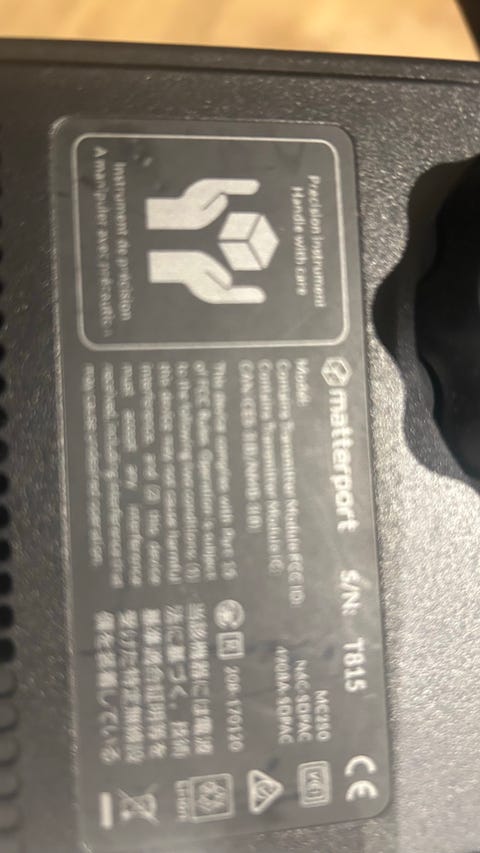 Precision Instrument
Handle with care
Instrument de précision
A manipuler avec précaution
matterport S/N: T815
Model: MC250
Contains Transmitter Module FCC ID: N6C-SDPAC
Contains Transmitter Module IC: 4908A-SDPAC
CAN ICES-3(B)/NMB-3(B)
This device complies with Part 15
of FCC Rules. Operation is subject
to the following two conditions: (1)
this device may not cause harmful
interference, and (2) this device
must accept any interference
received, including interference that
may cause undesired operation.
当該機器には電波
法に基づく、技術
基準適合証明等を
受けた特定無線設
備を装着している
CE
VCI
Li-ion